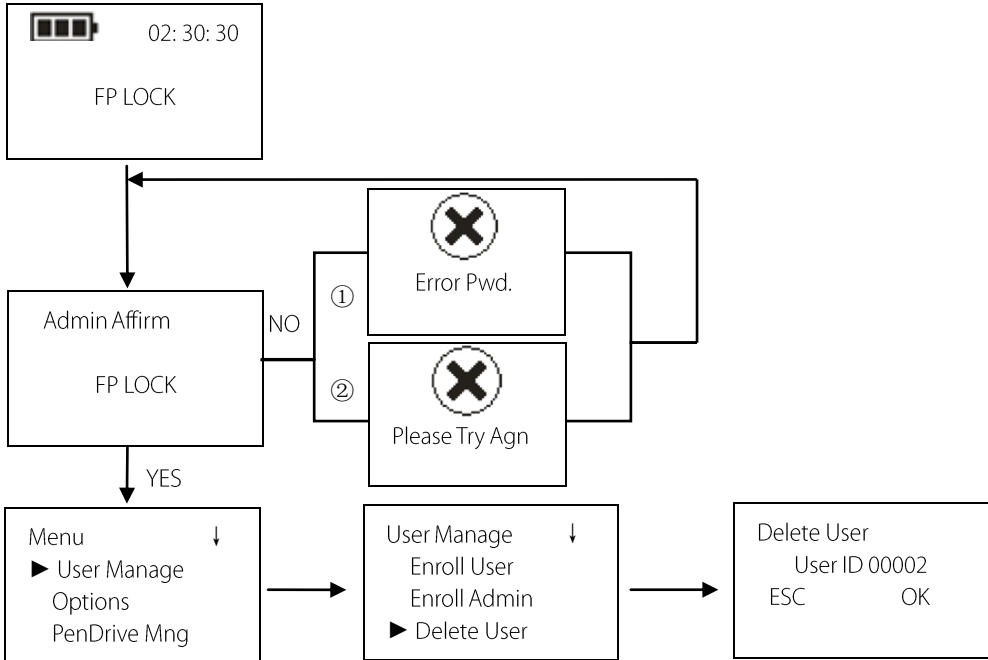 02: 30: 30
FP LOCK
Admin Affirm
FP LOCK
NO
①
Error Pwd.
②
Please Try Agn
YES
Menu ↓
► User Manage
Options
PenDrive Mng
User Manage ↓
Enroll User
Enroll Admin
► Delete User
Delete User
User ID 00002
ESC OK